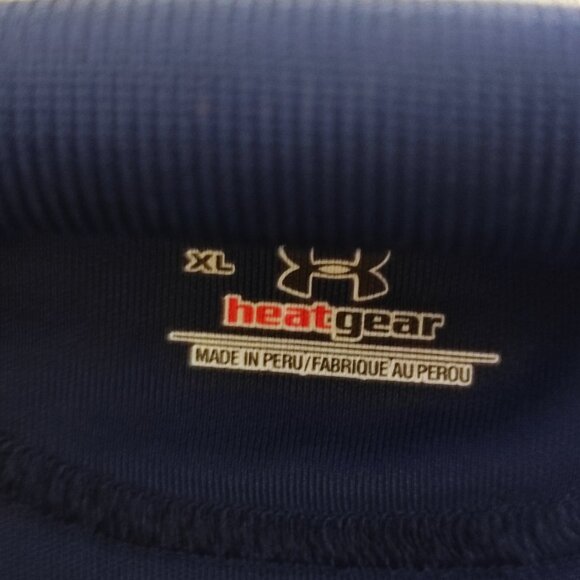 XL
heatgear
MADE IN PERU/FABRIQUE AU PEROU